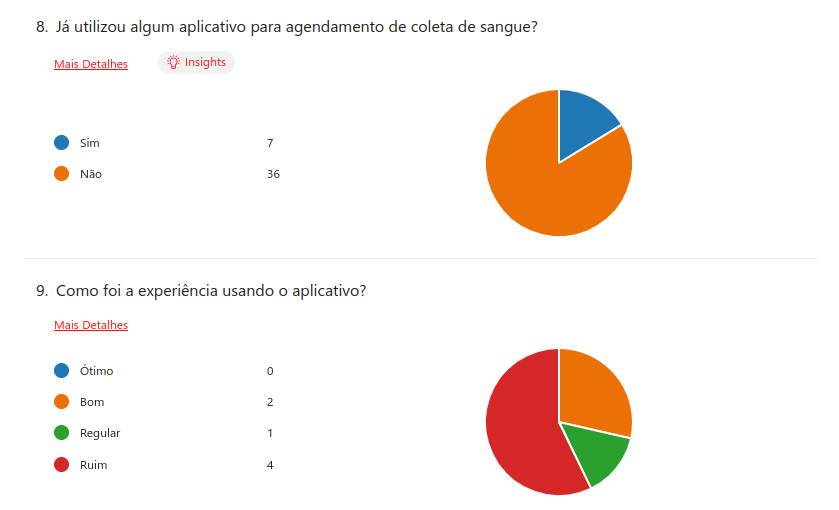 8. Já utilizou algum aplicativo para agendamento de coleta de sangue?
Mais Detalhes Insights
Sim 7
Não 36
9. Como foi a experiência usando o aplicativo?
Mais Detalhes
Ótimo 0
Bom 2
Regular 1
Ruim 4